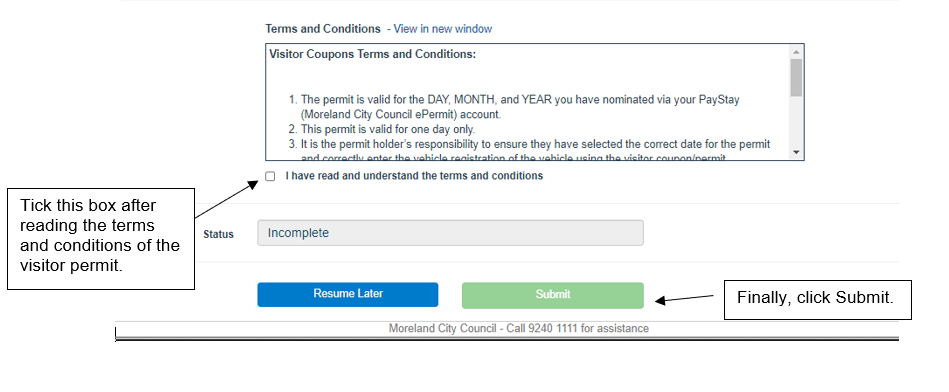 Terms and Conditions - View in new window
Visitor Coupons Terms and Conditions:
1. The permit is valid for the DAY, MONTH, and YEAR you have nominated via your PayStay
(Moreland City Council ePermit) account.
2. This permit is valid for one day only.
3. It is the permit holder's responsibility to ensure they have selected the correct date for the permit
and correctly enter the vehicle registration of the vehicle using the visitor coupon/permit
I have read and understand the terms and conditions
Tick this box after
reading the terms
and conditions of the
visitor permit.
Status Incomplete
Resume Later Submit
Finally, click Submit.
Moreland City Council - Call 9240 1111 for assistance